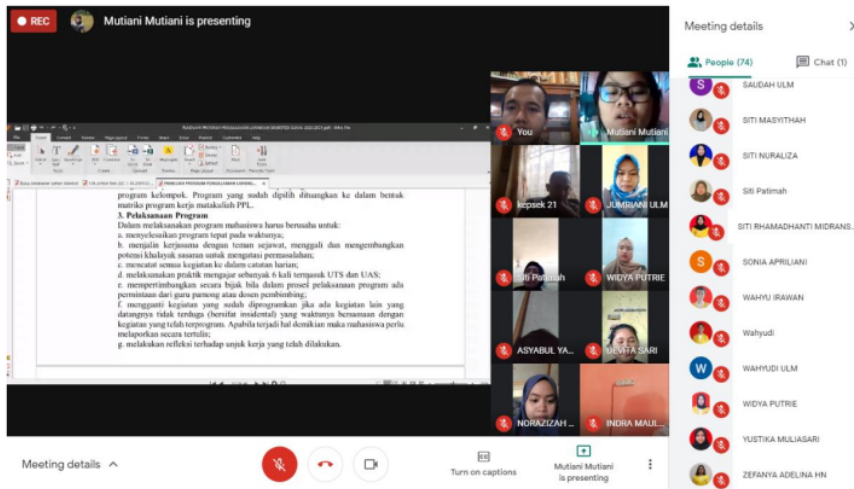 REC
Mutiani Mutiani is presenting
program kelompok. Program yang sudah dipilih dituangkan ke dalam bentuk
matriks program kerja matakuliah PPL.
3. Pelaksanaan Program
Dalam melaksanakan program mahasiswa harus berusaha untuk:
a. menyelesaikan program tepat pada waktunya;
b. menjalin kerjasama dengan teman sejawat, menggali dan mengembangkan
potensi khalayak sasaran untuk mengatasi permasalahan;
c. mencatat semua kegiatan ke dalam catatan harian;
d. melaksanakan praktik mengajar sebanyak 6 kali termasuk UTS dan UAS;
e. mempertimbangkan secara bijak bila dalam proses pelaksanaan program ada
permintaan dari guru pamong atau dosen pembimbing;
f. mengganti kegiatan yang sudah diprogramkan jika ada kegiatan lain yang
datangnya tidak terduga (bersifat insidental) yang waktunya bersamaan dengan
kegiatan yang telah terprogram. Apabila terjadi hal demikian maka mahasiswa perlu
melaporkan secara tertulis;
g. melakukan refleksi terhadap unjuk kerja yang telah dilakukan.
You
Mutiani Mutiani
kepsek 21
JUMRIANI ULM
Siti Patimah
WIDYA PUTRIE
ASYABUL YA...
DEVITA SARI
NORAZIZAH ...
INDRA MAUL...
Meeting details
People (74)
Chat (1)
S
SAUDAH ULM
SITI MASYITHAH
SITI NURALIZA
Siti Patimah
SITI RHAMADHANTI MIDRANS...
S
SONIA APRILIANI
WAHYU IRAWAN
Wahyudi
W
WAHYUDI ULM
WIDYA PUTRIE
YUSTIKA MULIASARI
ZEFANYA ADELINA HN
Meeting details
Turn on captions
Mutiani Mutiani
is presenting